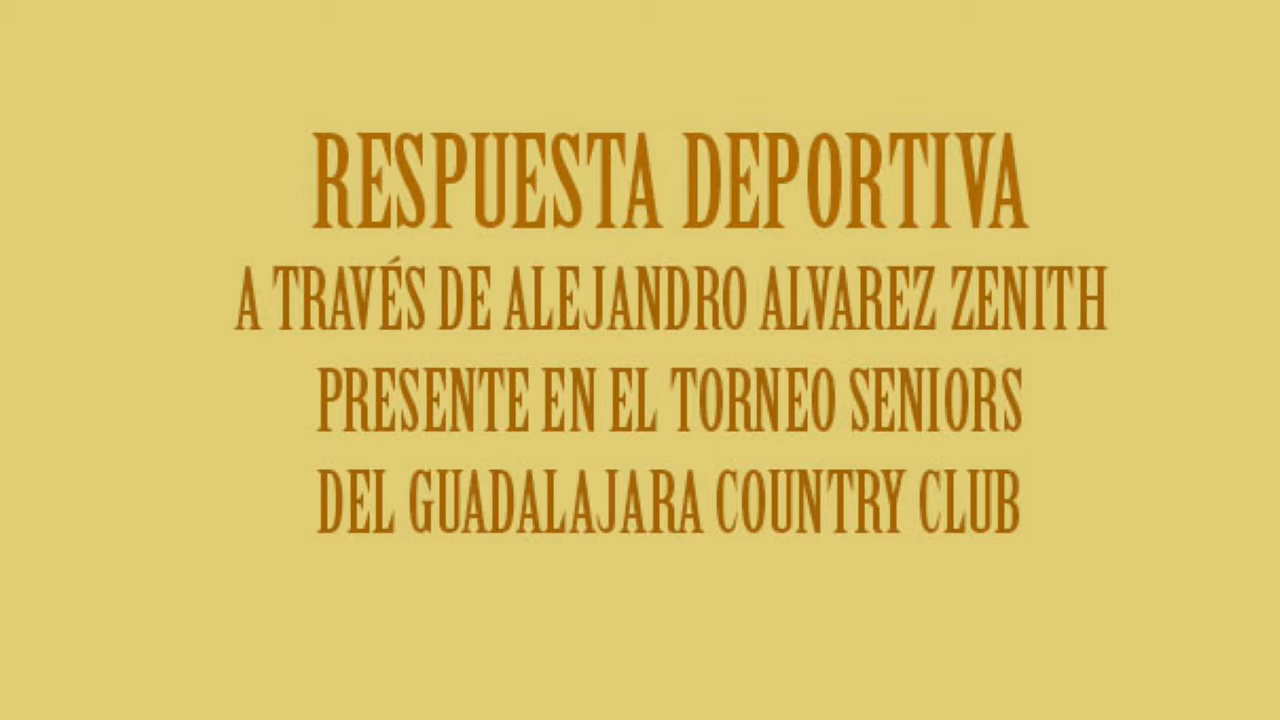 RESPUESTA DEPORTIVA
A TRAVÉS DE ALEJANDRO ALVAREZ ZENITH
PRESENTE EN EL TORNEO SENIORS
DEL GUADALAJARA COUNTRY CLUB